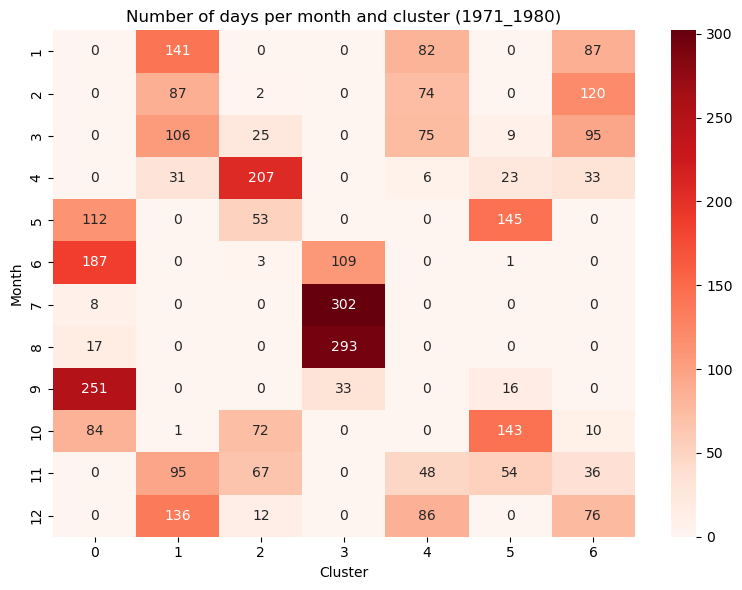 Number of days per month and cluster (1971_1980)
Month
1 0 141 0 0 82 0 87
2 0 87 2 0 74 0 120
3 0 106 25 0 75 9 95
4 0 31 207 0 6 23 33
5 112 0 53 0 0 145 0
6 187 0 3 109 0 1 0
7 8 0 0 302 0 0 0
8 17 0 0 293 0 0 0
9 251 0 0 33 0 16 0
10 84 1 72 0 0 143 10
11 0 95 67 0 48 54 36
12 0 136 12 0 86 0 76
0 1 2 3 4 5 6
Cluster
300
250
200
150
100
50
0